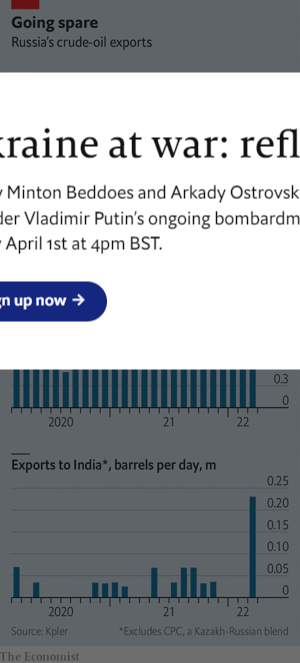 Going spare
Russia's crude-oil exports
raine at war: refl
Minton Beddoes and Arkady Ostrovsk
der Vladimir Putin's ongoing bombardm
April 1st at 4pm BST.
n up now →
0.3
0
2020 21 22
Exports to India*, barrels per day, m
0.25
0.20
0.15
0.10
0.05
0
2020 21 22
Source: Kpler *Excludes CPC, a Kazakh-Russian blend
The Economist